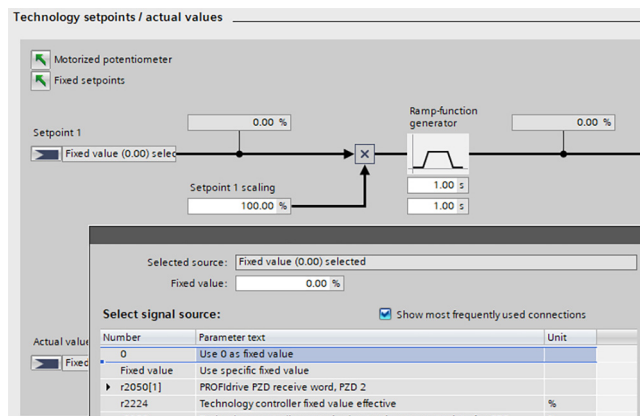 Technology setpoints / actual values
Motorized potentiometer
Fixed setpoints
Ramp-function
generator
0.00 %
0.00 %
Setpoint 1
Fixed value (0.00) selec
X
Setpoint 1 scaling
1.00 s
100.00 %
1.00 s
Selected source: Fixed value (0.00) selected
Fixed value: 0.00 %
Select signal source: Show most frequently used connections
Actual value
Number Parameter text Unit
0 Use 0 as fixed value
Fixed
Fixed value Use specific fixed value
r2050[1] PROFIdrive PZD receive word, PZD 2
r2224 Technology controller fixed value effective %